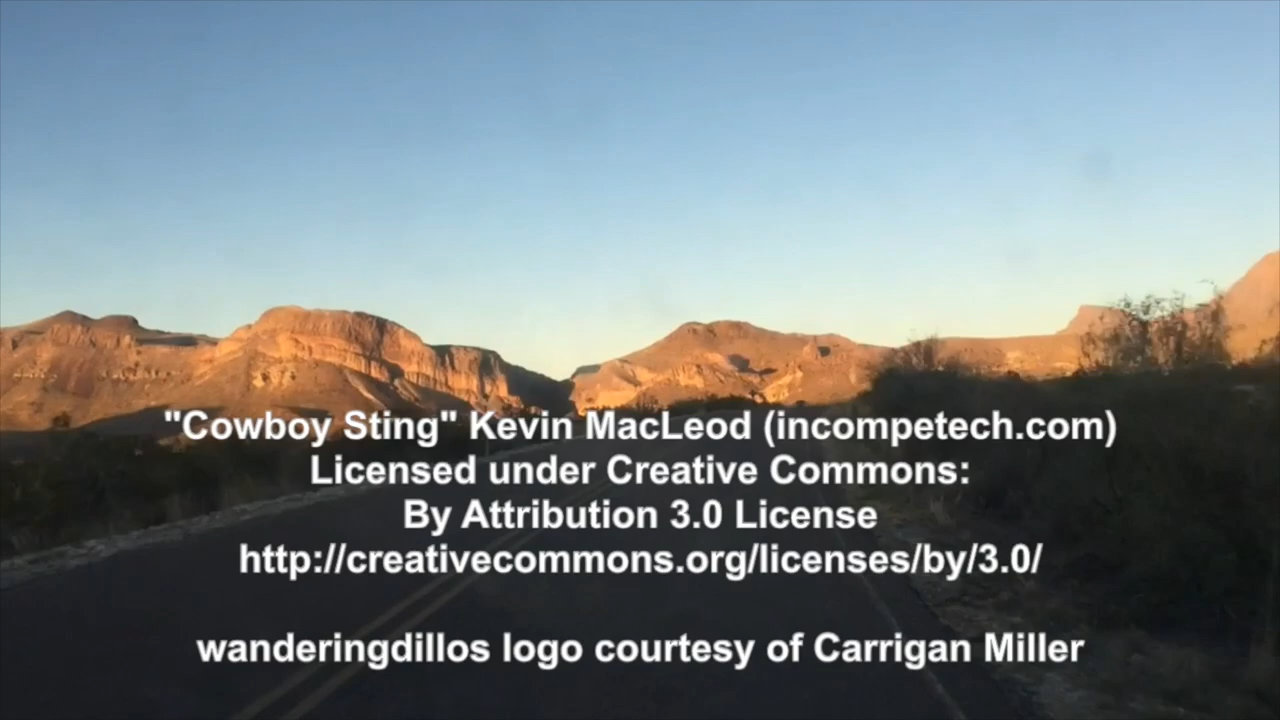 "Cowboy Sting" Kevin MacLeod (incompetech.com)
Licensed under Creative Commons:
By Attribution 3.0 License
http://creativecommons.org/licenses/by/3.0/
wanderingdillos logo courtesy of Carrigan Miller